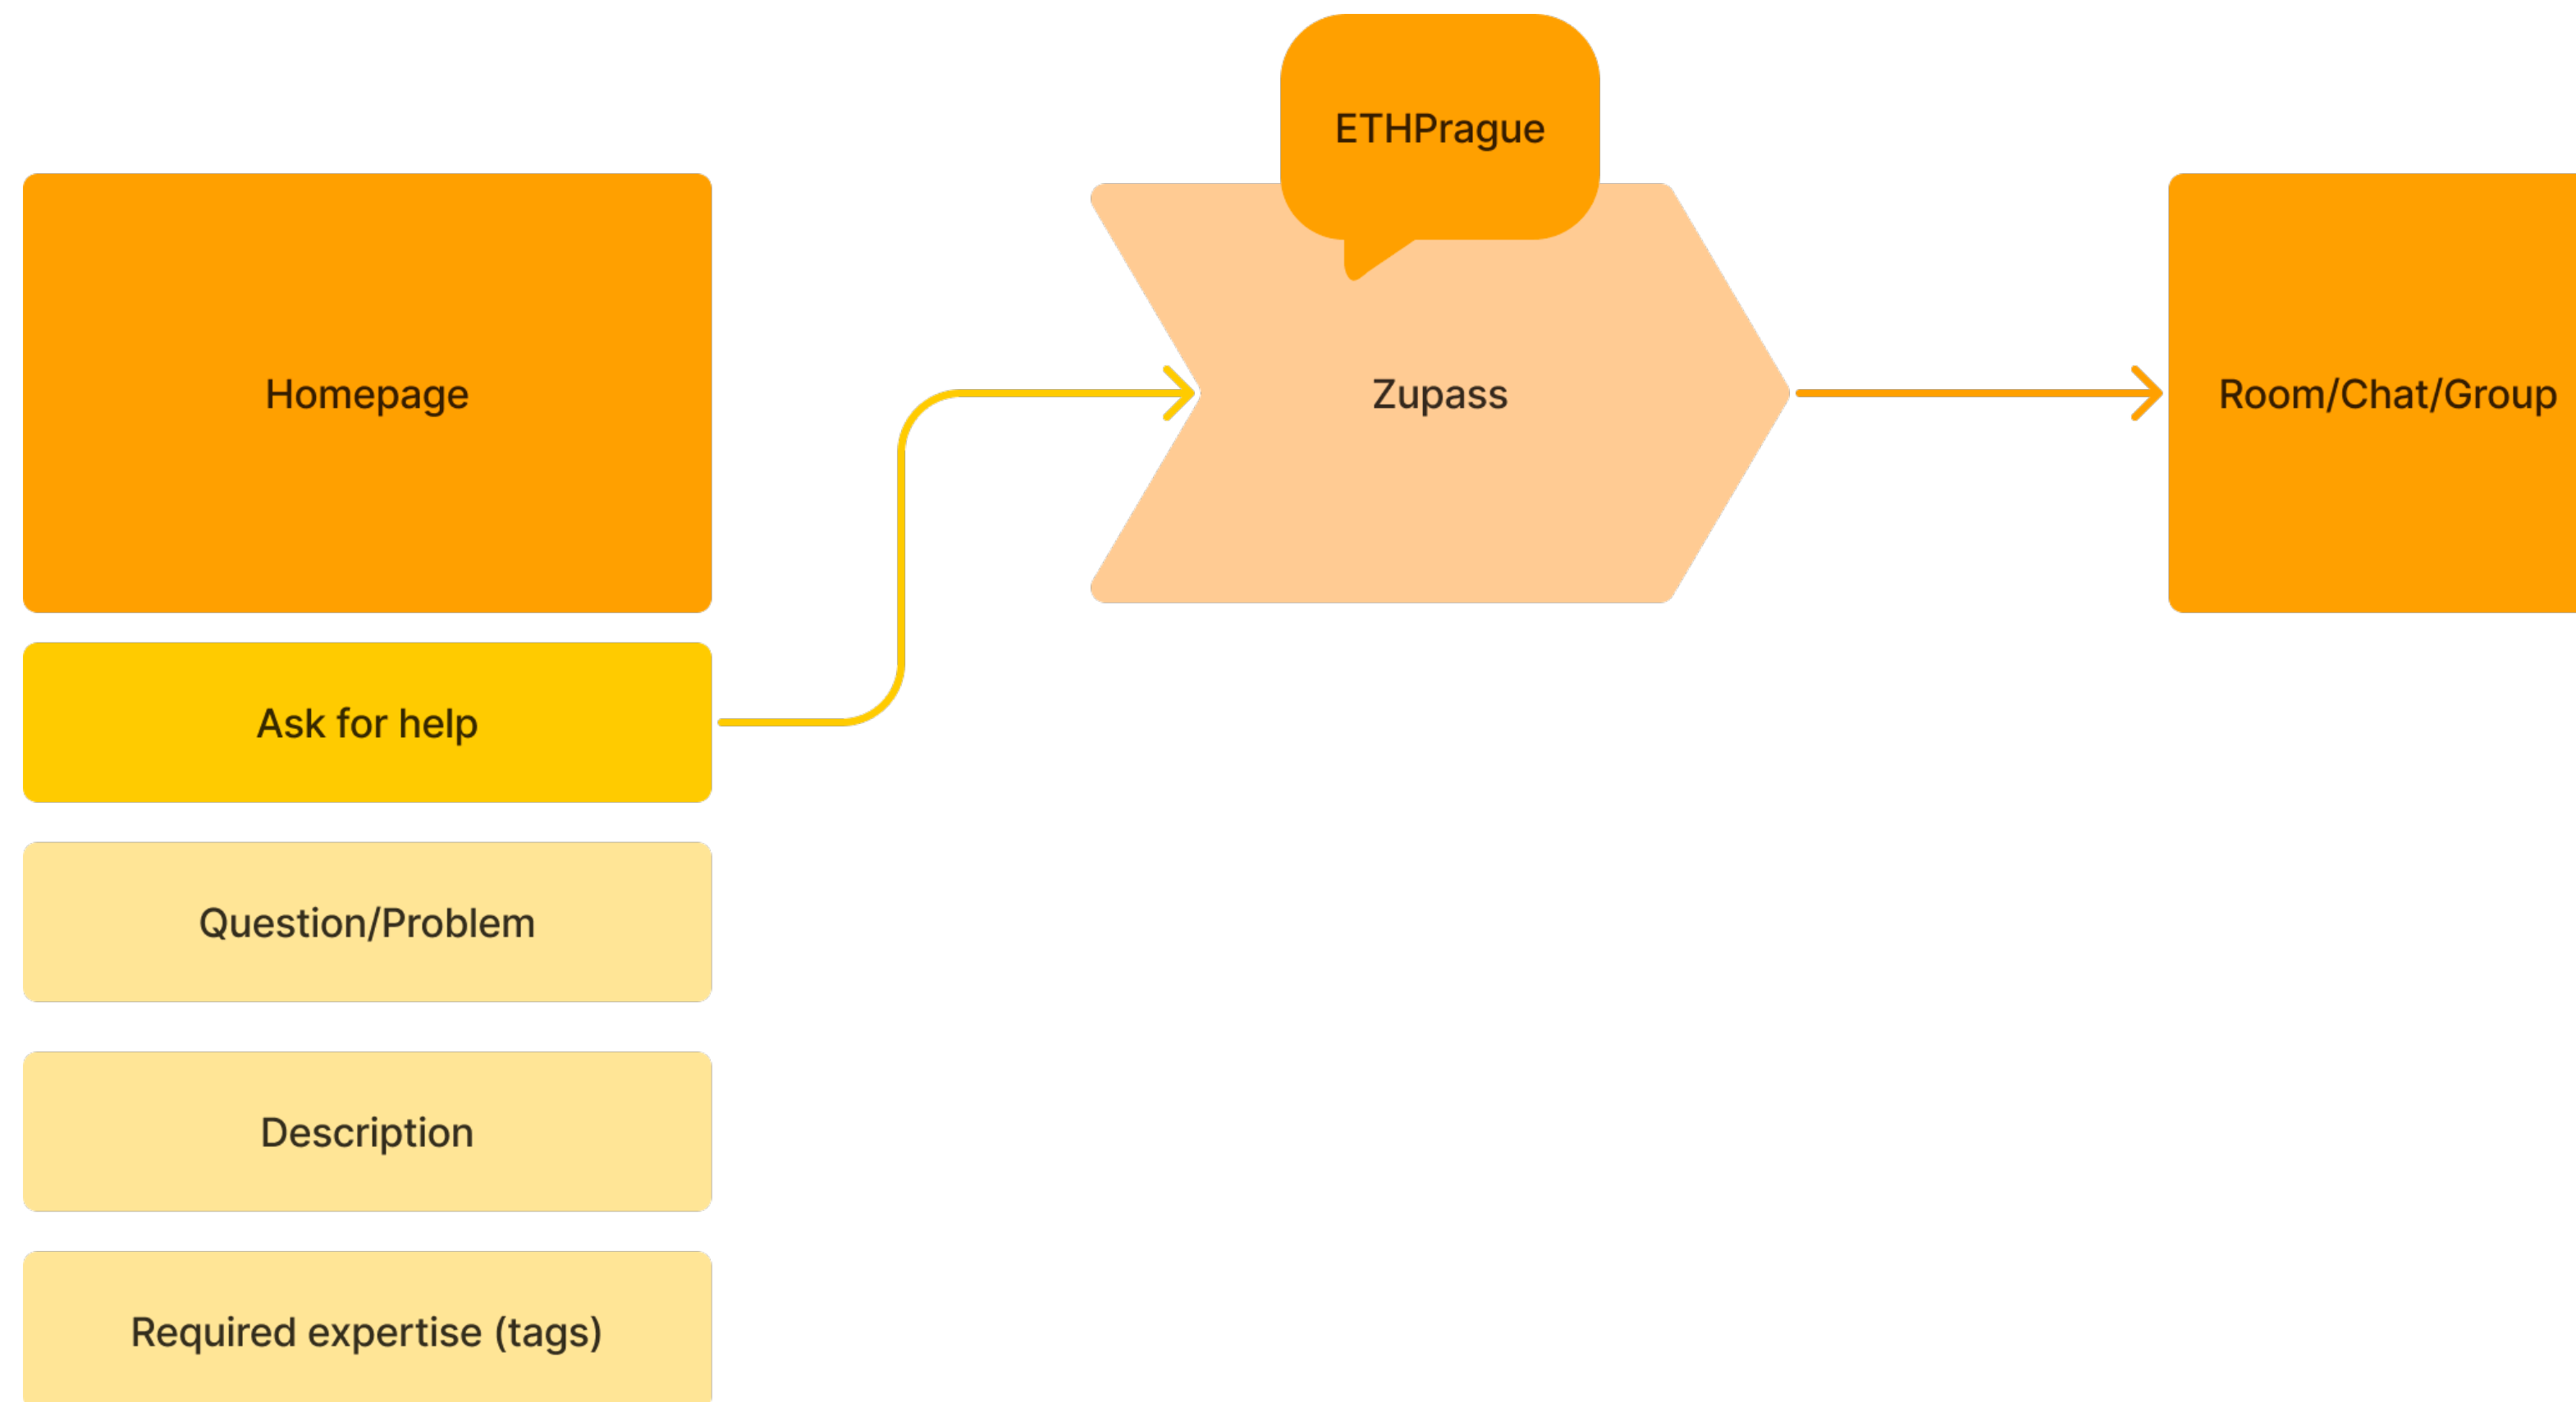 ETHPrague
Homepage
Zupass
Room/Chat/Group
Ask for help
Question/Problem
Description
Required expertise (tags)